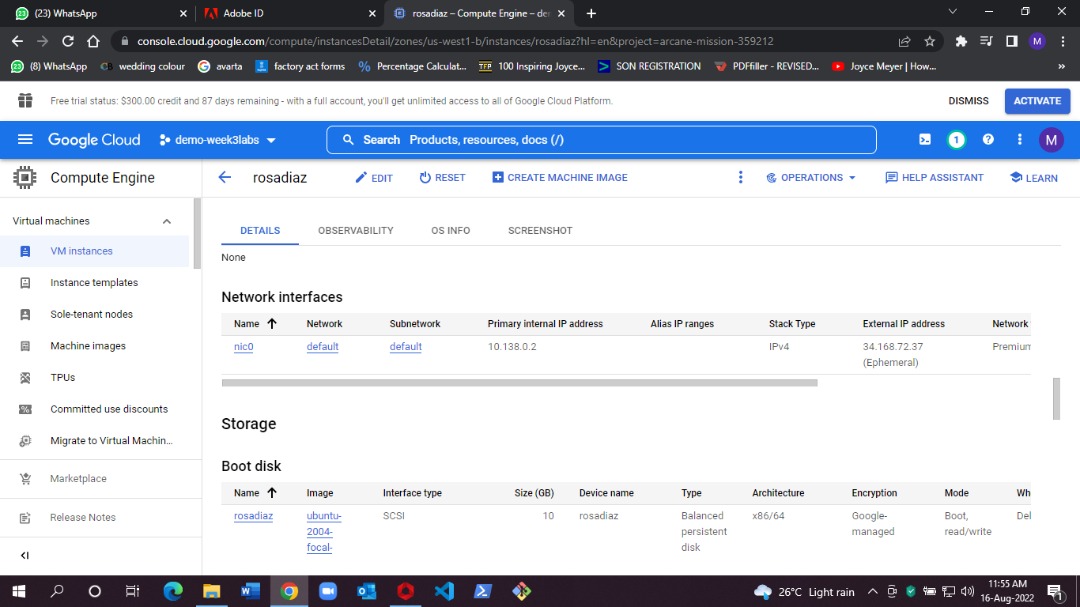 (23) WhatsApp
Adobe ID
rosadiaz – Compute Engine – der
console.cloud.google.com/compute/instancesDetail/zones/us-west1-b/instances/rosadiaz?hl=en&project=arcane-mission-359212
M
(8) WhatsApp
wedding colour
avarta
factory act forms
Percentage Calculat...
100 Inspiring Joyce...
SON REGISTRATION
PDFfiller - REVISED...
Joyce Meyer | How...
»
Free trial status: $300.00 credit and 87 days remaining - with a full account, you'll get unlimited access to all of Google Cloud Platform.
DISMISS
ACTIVATE
Google Cloud
demo-week3labs
Search Products, resources, docs (/)
1
M
Compute Engine
rosadiaz
EDIT
RESET
CREATE MACHINE IMAGE
OPERATIONS
HELP ASSISTANT
LEARN
Virtual machines
VM instances
Instance templates
Sole-tenant nodes
Machine images
TPUs
Committed use discounts
Migrate to Virtual Machin...
Marketplace
Release Notes
DETAILS
OBSERVABILITY
OS INFO
SCREENSHOT
None
Network interfaces
Name Network Subnetwork Primary internal IP address Alias IP ranges Stack Type External IP address Network
nic0 default default 10.138.0.2 IPv4 34.168.72.37 Premium
(Ephemeral)
Storage
Boot disk
Name Image Interface type Size (GB) Device name Type Architecture Encryption Mode Wh
rosadiaz ubuntu- SCSI 10 rosadiaz Balanced x86/64 Google- Boot, Del
2004- persistent managed read/write
focal- disk
26°C Light rain
11:55 AM
16-Aug-2022
1